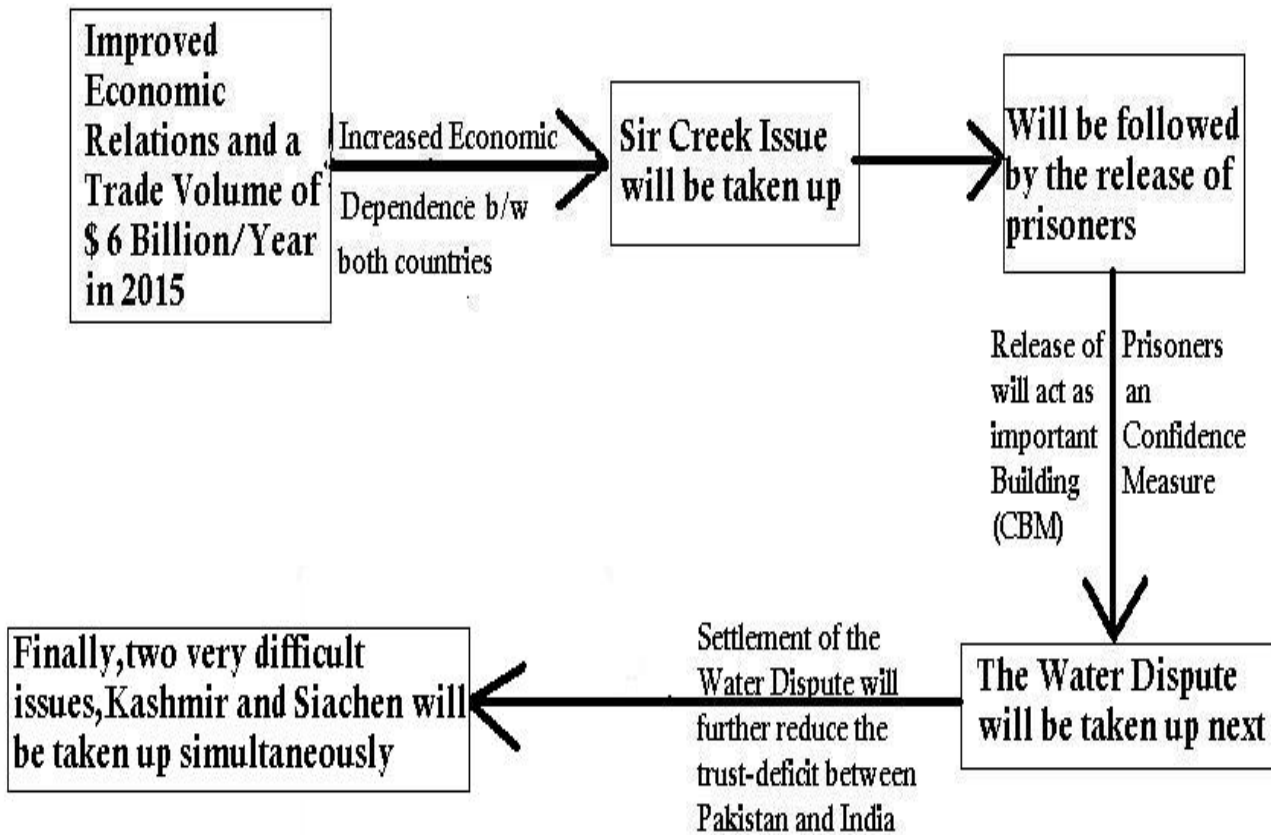 Improved
Economic
Relations and a
Trade Volume of
$ 6 Billion/Year
in 2015
Increased Economic
Dependence b/w
both countries
Sir Creek Issue
will be taken up
Will be followed
by the release of
prisoners
Release of Prisoners
will act as an
important Confidence
Building Measure
(CBM)
The Water Dispute
will be taken up next
Settlement of the
Water Dispute will
further reduce the
trust-deficit between
Pakistan and India
Finally,two very difficult
issues,Kashmir and Siachen will
be taken up simultaneously